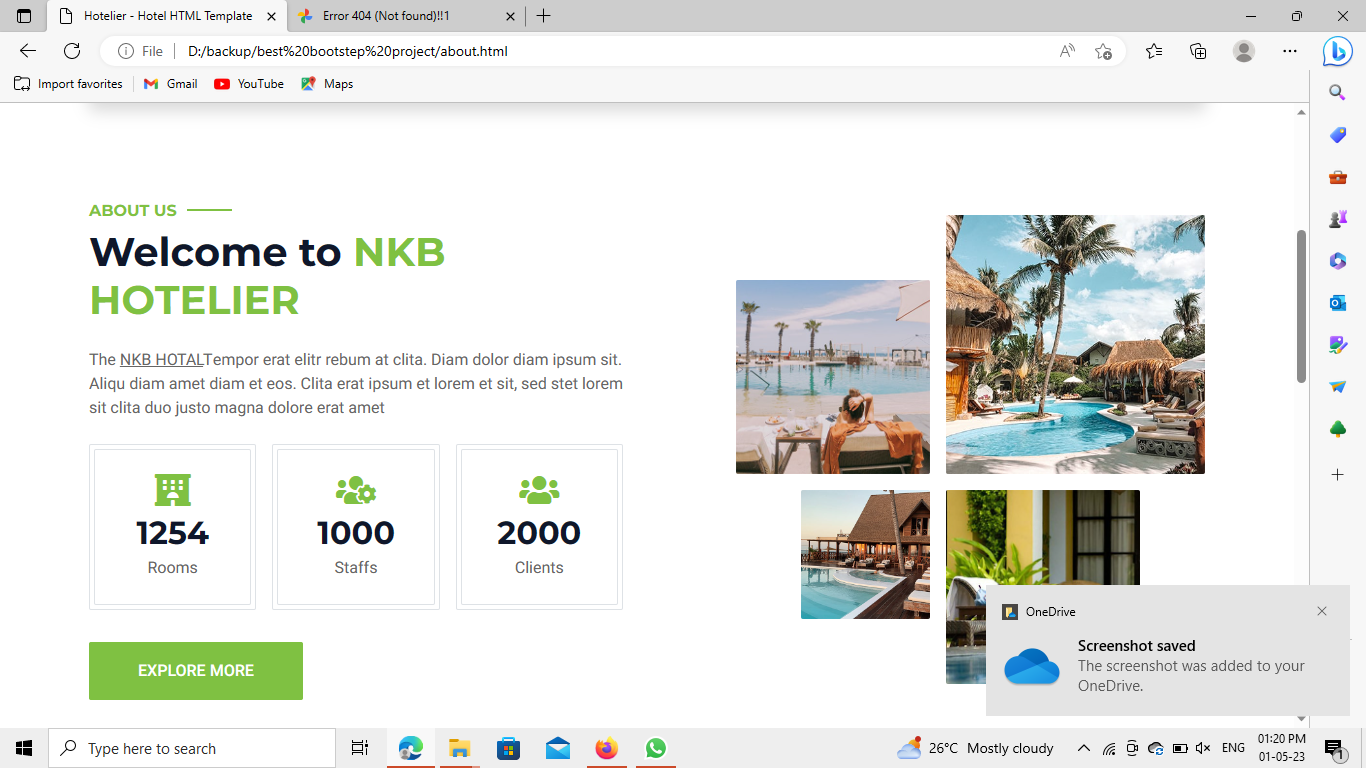 Hotelier - Hotel HTML Template
Error 404 (Not found)!!1
File
D:/backup/best%20bootstep%20project/about.html
Import favorites
Gmail
YouTube
Maps
ABOUT US
Welcome to NKB
HOTELIER
The NKB HOTALTempor erat elitr rebum at clita. Diam dolor diam ipsum sit.
Aliqu diam amet diam et eos. Clita erat ipsum et lorem et sit, sed stet lorem
sit clita duo justo magna dolore erat amet
1254
Rooms
1000
Staffs
2000
Clients
EXPLORE MORE
OneDrive
Screenshot saved
The screenshot was added to your
OneDrive.
Type here to search
26°C Mostly cloudy
ENG
01:20 PM
01-05-23
1